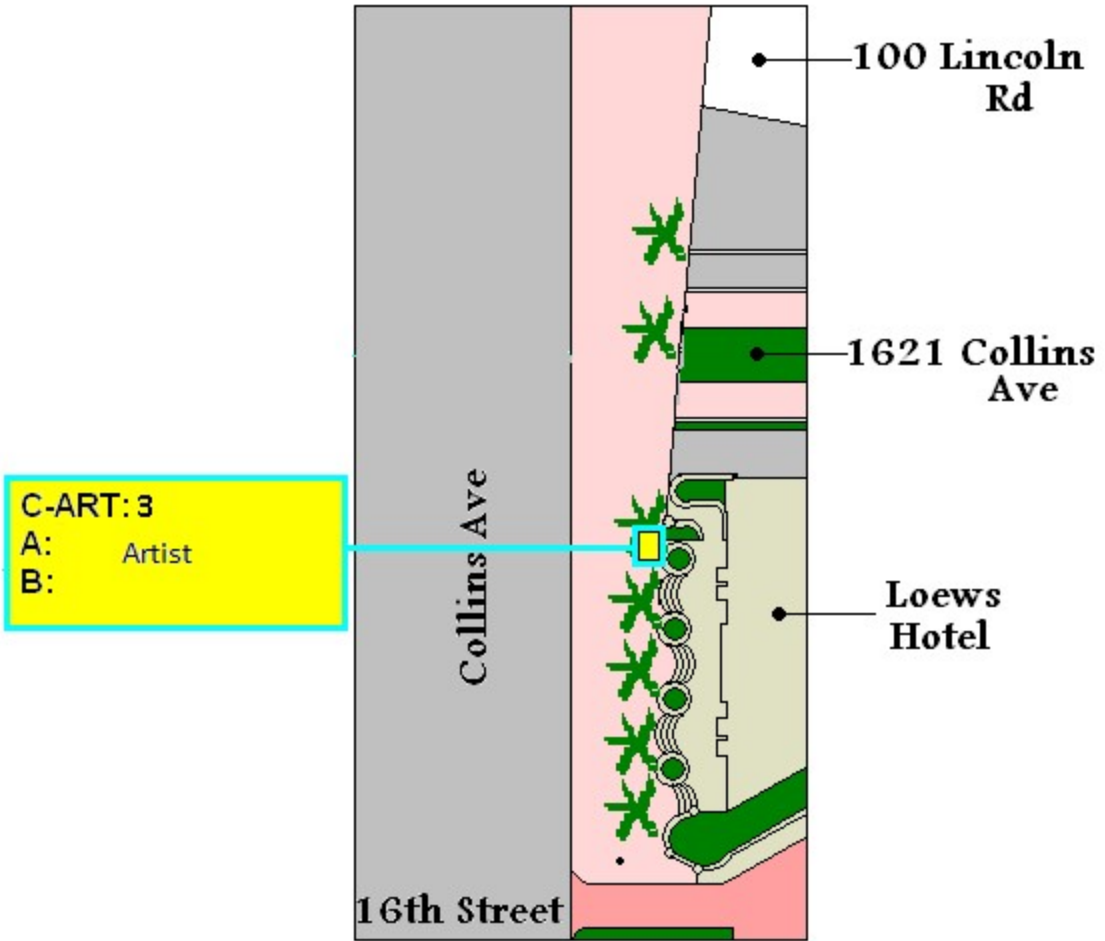 100 Lincoln
Rd
1621 Collins
Ave
C-ART: 3
A:
Artist
B:
Collins Ave
Loews
Hotel
16th Street